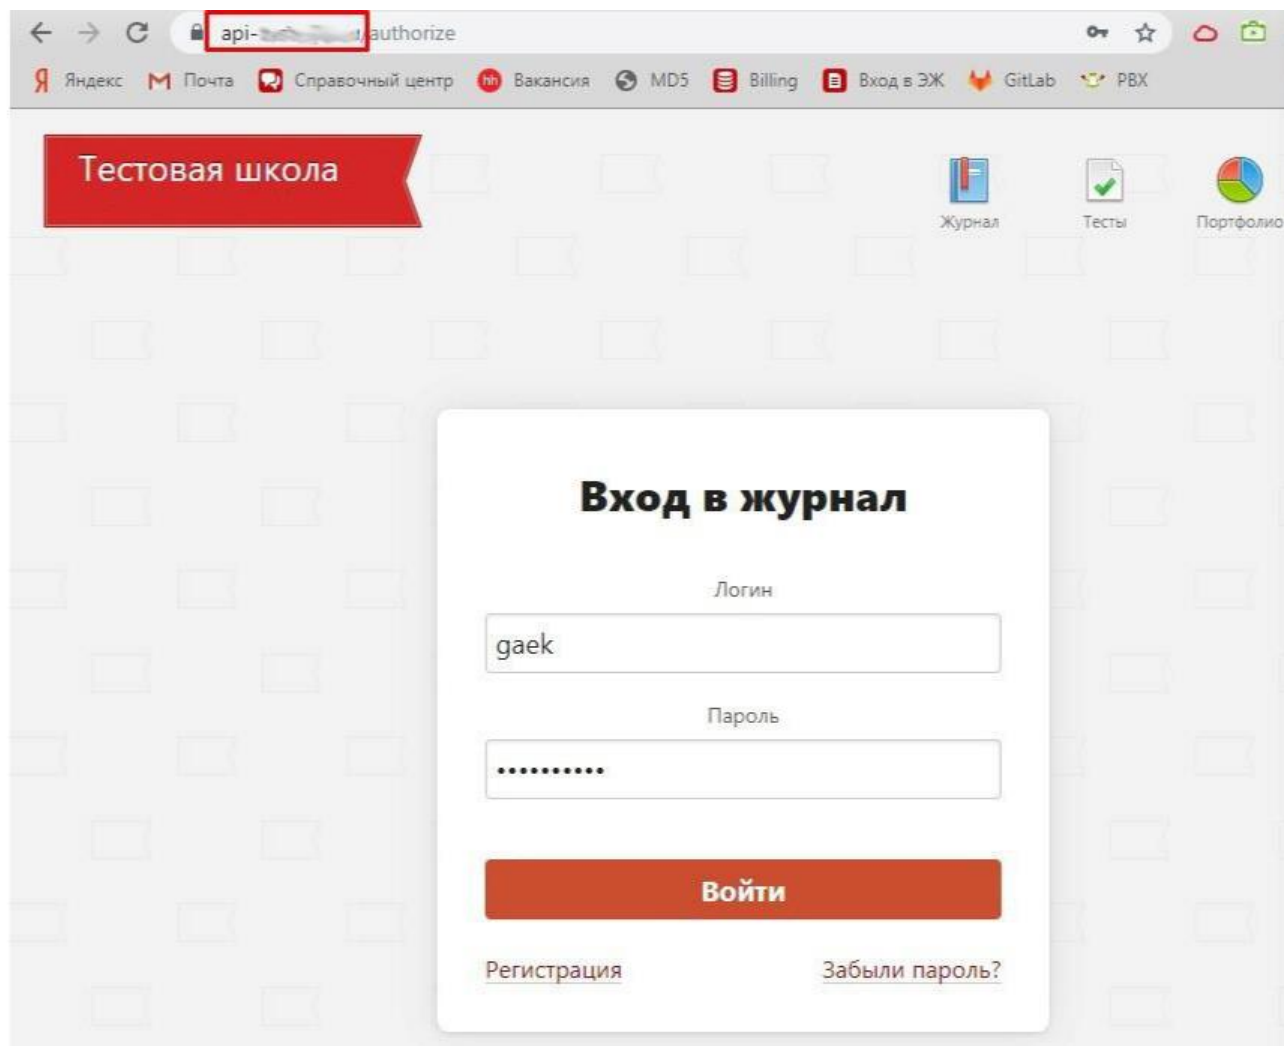 api-/authorize
Яндекс Почта Справочный центр hh Вакансия MD5 Billing Вход в ЭЖ GitLab PBX
Тестовая школа
Журнал Тесты Портфолио
Вход в журнал
Логин
gaek
Пароль
••••••••••
Войти
Регистрация Забыли пароль?